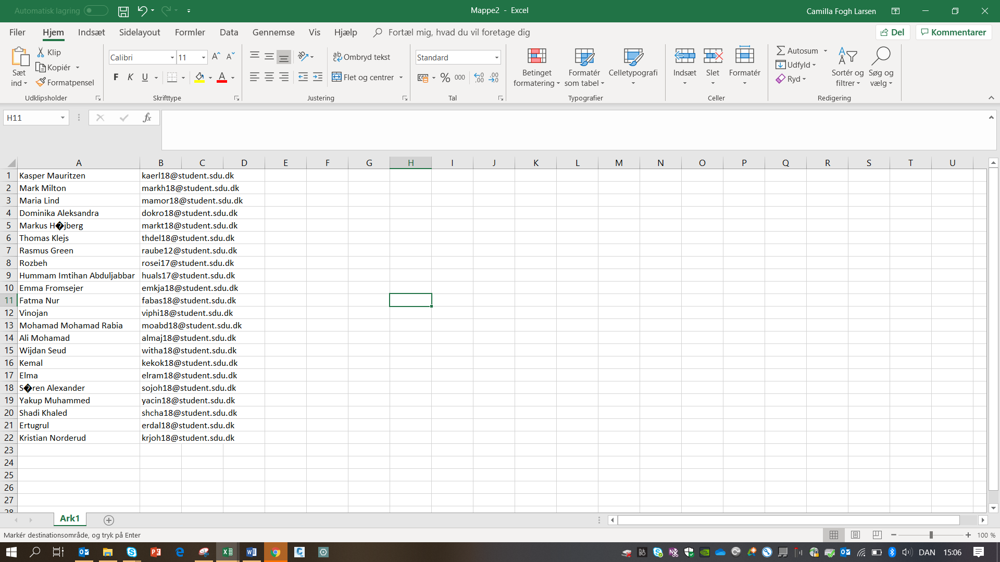 Automatisk lagring
Mappe2 - Excel
Camilla Fogh Larsen
Filer Hjem Indsæt Sidelayout Formler Data Gennemse Vis Hjælp Fortæl mig, hvad du vil foretage dig Del Kommentarer
Sæt ind
Klip
Kopiér
Formatpensel
Udklipsholder
Calibri 11
F K U A
Skrifttype
Ombryd tekst
Flet og centrer
Justering
Standard
% 000
Tal
Betinget formatering
Formatér som tabel
Celletypografi
Typografier
Indsæt
Slet
Formatér
Celler
Autosum
Udfyld
Ryd
Sortér og filtrer
Søg og vælg
Redigering
H11 fx
A B C D E F G H I J K L M N O P Q R S T U
1 Kasper Mauritzen kaerl18@student.sdu.dk
2 Mark Milton markh18@student.sdu.dk
3 Maria Lind mamor18@student.sdu.dk
4 Dominika Aleksandra dokro18@student.sdu.dk
5 Markus H�jberg markt18@student.sdu.dk
6 Thomas Klejs thdel18@student.sdu.dk
7 Rasmus Green raube12@student.sdu.dk
8 Rozbeh rosei17@student.sdu.dk
9 Hummam Imtihan Abduljabbar huals17@student.sdu.dk
10 Emma Fromsejer emkja18@student.sdu.dk
11 Fatma Nur fabas18@student.sdu.dk
12 Vinojan viphi18@student.sdu.dk
13 Mohamad Mohamad Rabia moabd18@student.sdu.dk
14 Ali Mohamad almaj18@student.sdu.dk
15 Wijdan Seud witha18@student.sdu.dk
16 Kemal kekok18@student.sdu.dk
17 Elma elram18@student.sdu.dk
18 S�ren Alexander sojoh18@student.sdu.dk
19 Yakup Muhammed yacin18@student.sdu.dk
20 Shadi Khaled shcha18@student.sdu.dk
21 Ertugrul erdal18@student.sdu.dk
22 Kristian Norderud krjoh18@student.sdu.dk
23
24
25
26
27
28
Ark1
Markér destinationsområde, og tryk på Enter
100 %
DAN 15:06